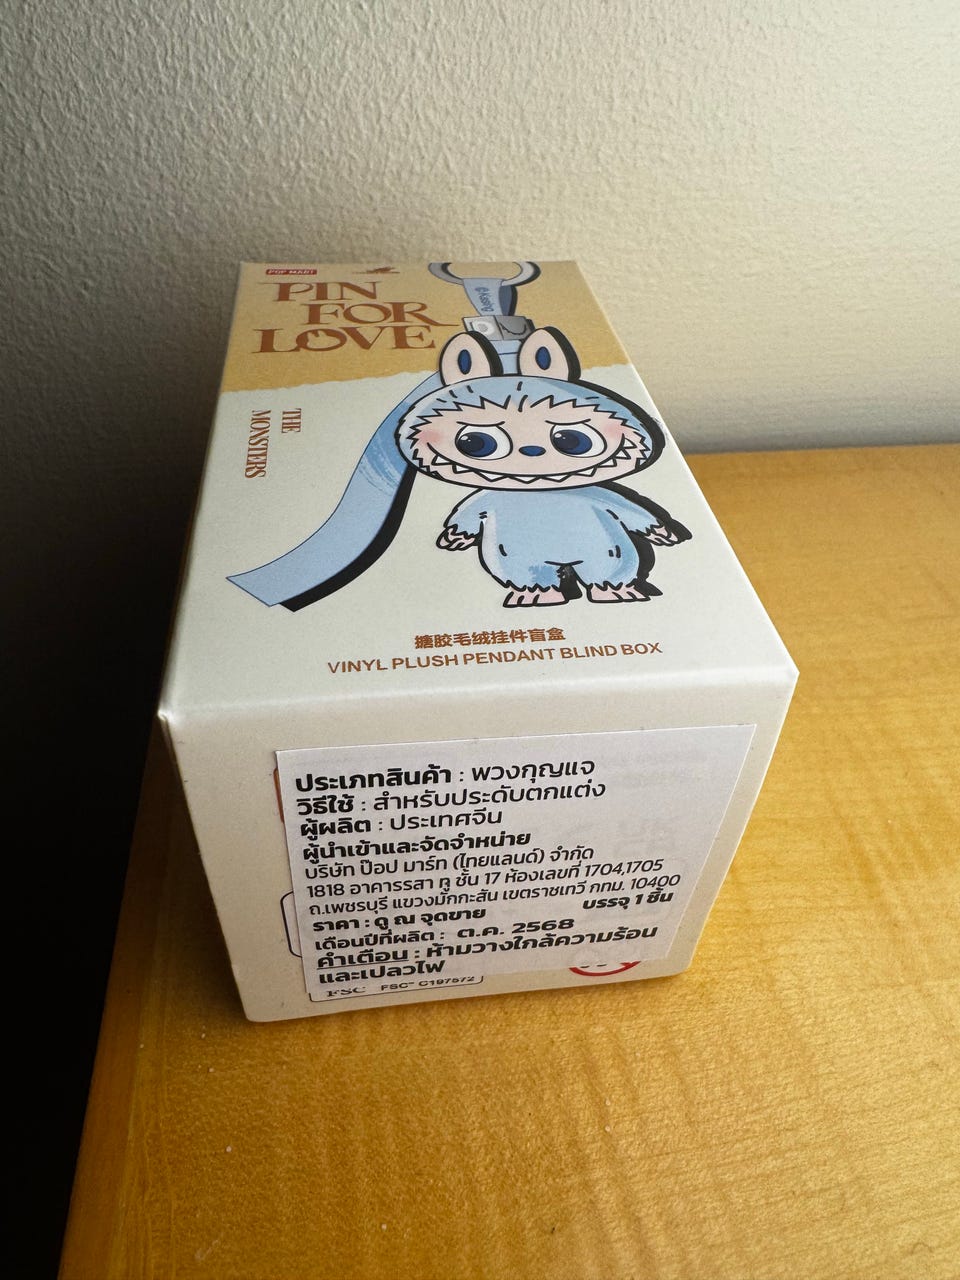 POP MART
PIN
FOR
LOVE
THE
MONSTERS
搪胶毛绒挂件盲盒
VINYL PLUSH PENDANT BLIND BOX
ประเภทสินค้า : พวงกุญแจ
วิธีใช้ : สำหรับประดับตกแต่ง
ผู้ผลิต : ประเทศจีน
ผู้นำเข้าและจัดจำหน่าย
บริษัท ป๊อป มาร์ท (ไทยแลนด์) จำกัด
1818 อาคารรสา ทู ชั้น 17 ห้องเลขที่ 1704,1705
ถ.เพชรบุรี แขวงมักกะสัน เขตราชเทวี กทม. 10400
ราคา : ดู ณ จุดขาย บรรจุ 1 ชิ้น
เดือนปีที่ผลิต : ต.ค. 2568
คำเตือน : ห้ามวางใกล้ความร้อน
และเปลวไฟ
FSC FSC™ C197572